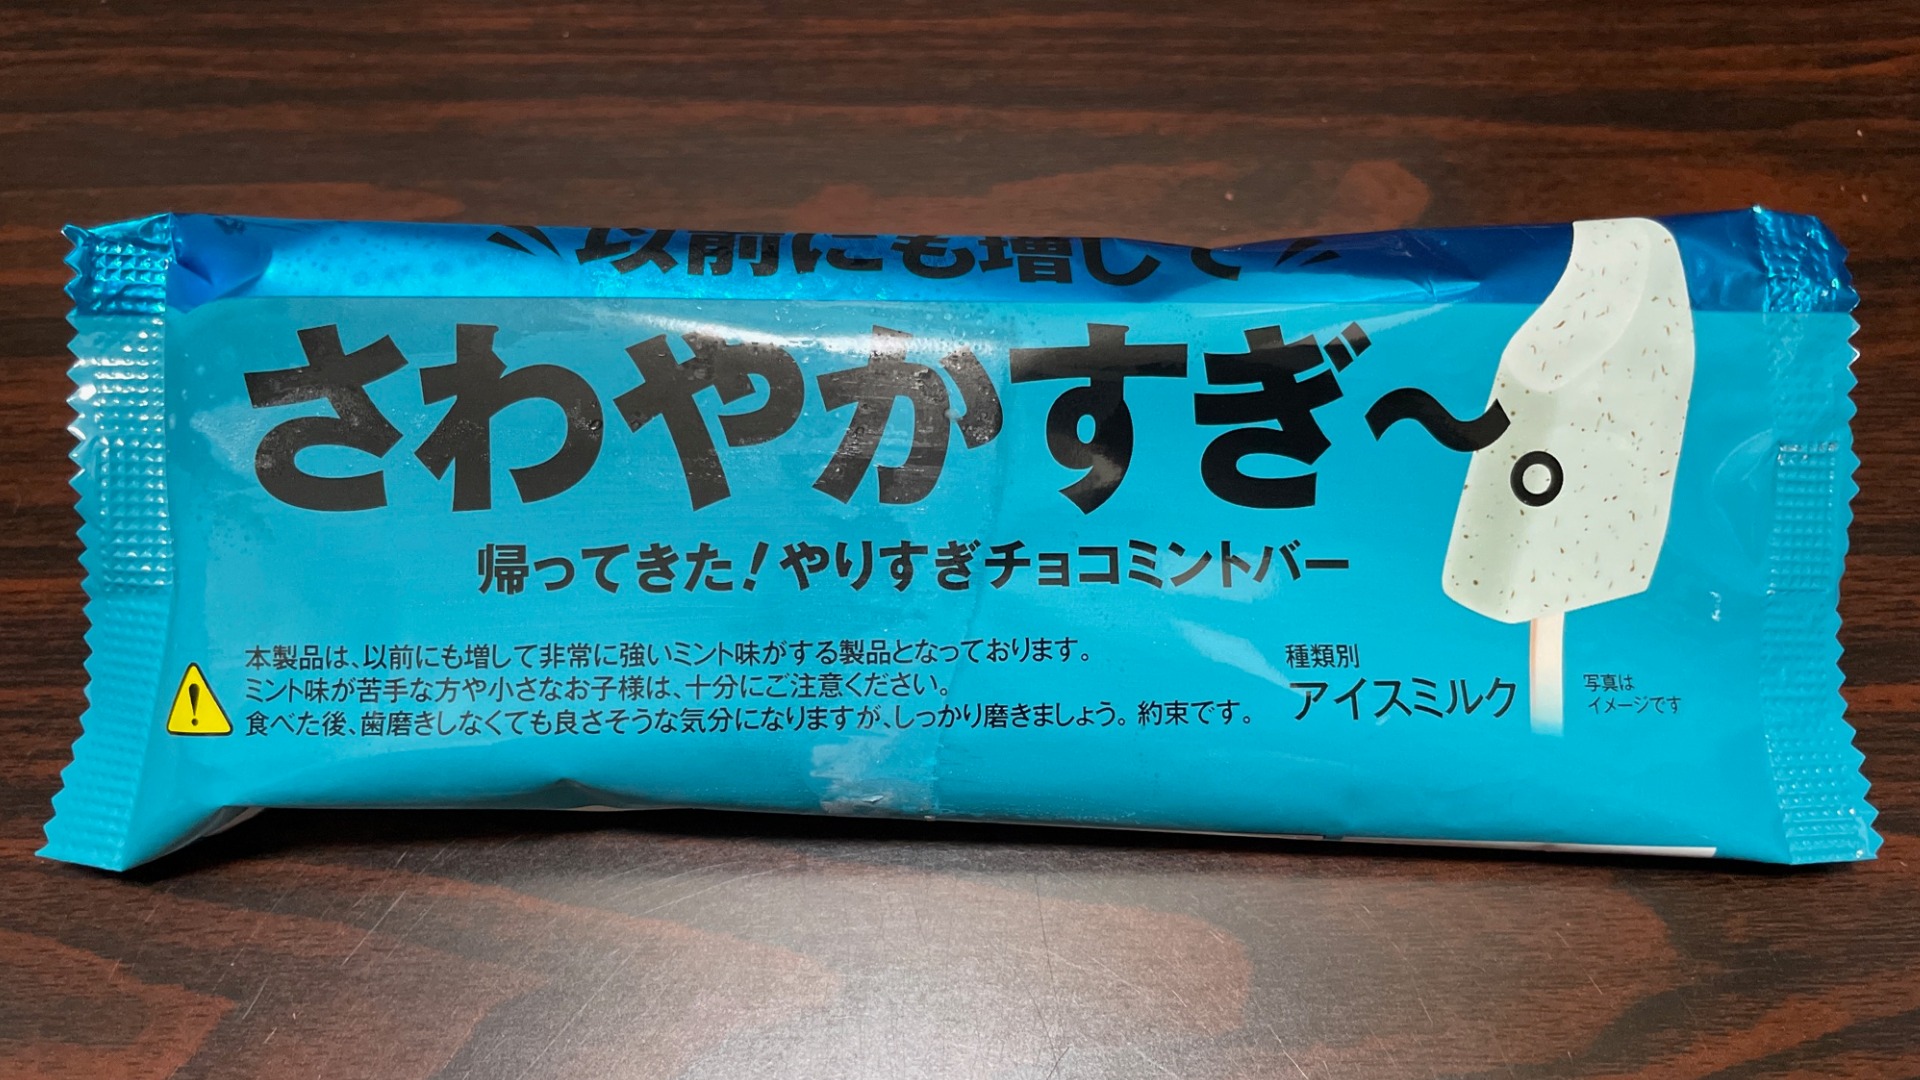 以前にも増して
さわやかすぎ〜。
帰ってきた！やりすぎチョコミントバー
本製品は、以前にも増して非常に強いミント味がする製品となっております。
ミント味が苦手な方や小さなお子様は、十分にご注意ください。
食べた後、歯磨きしなくても良さそうな気分になりますが、しっかり磨きましょう。約束です。
種類別
アイスミルク
写真は
イメージです